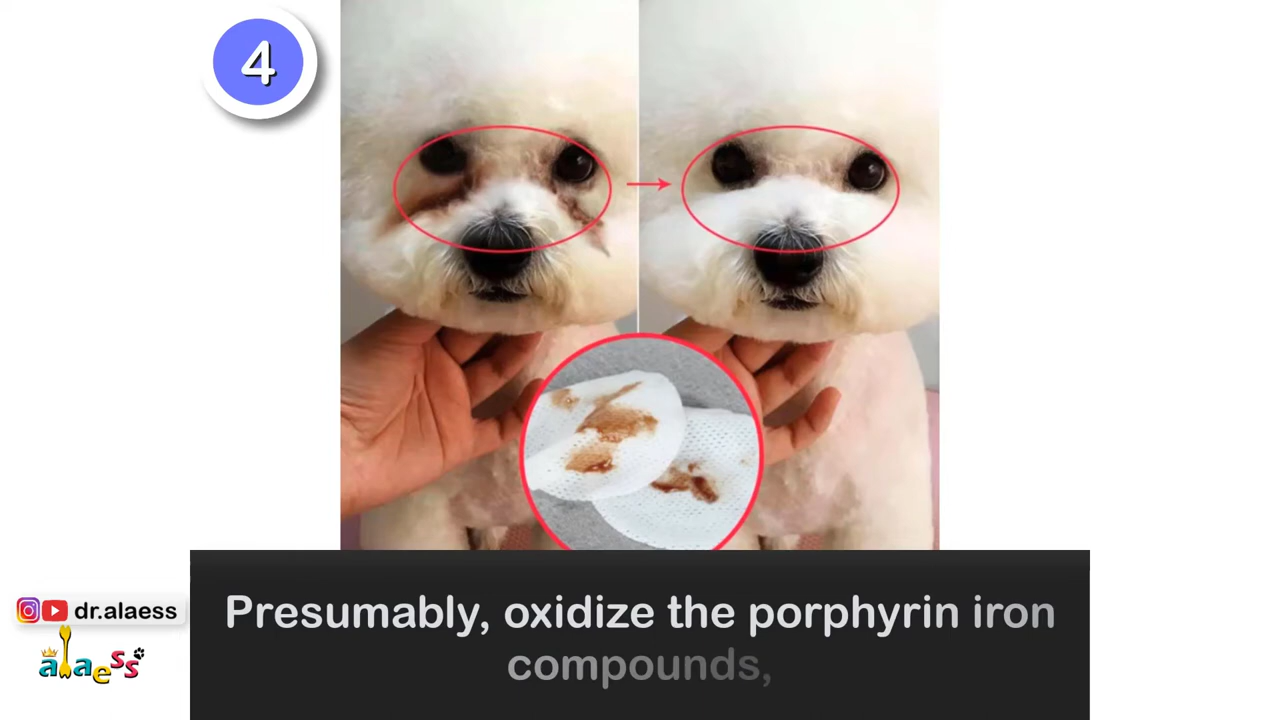 4
Presumably, oxidize the porphyrin iron
compounds,
dr.alaess
alaess